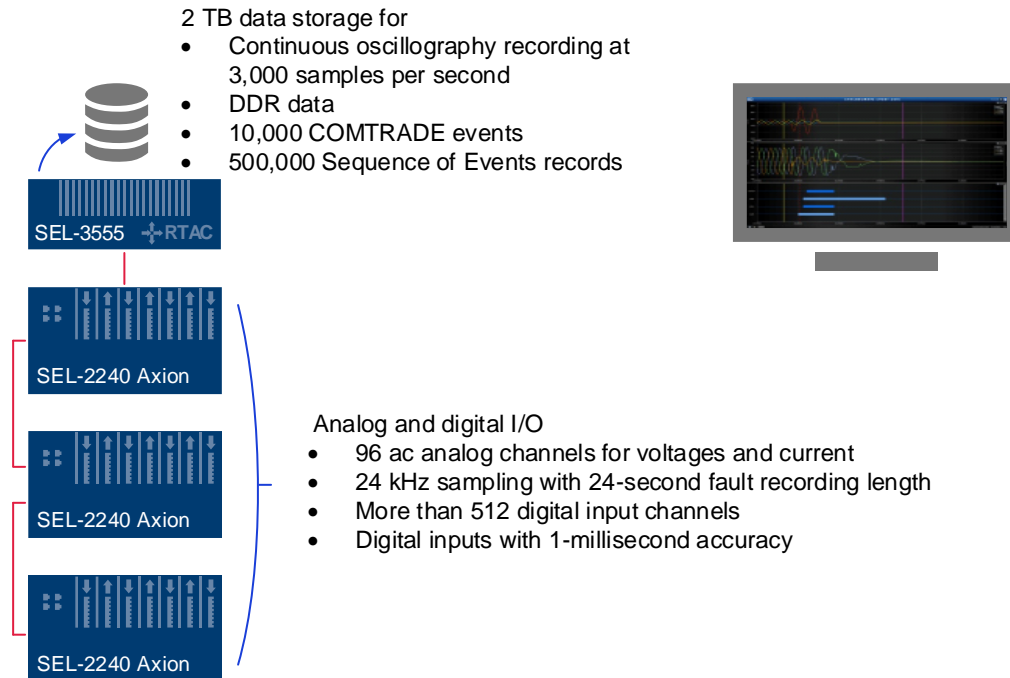 2 TB data storage for
• Continuous oscillography recording at
3,000 samples per second
• DDR data
• 10,000 COMTRADE events
• 500,000 Sequence of Events records
SEL-3555 RTAC
SEL-2240 Axion
SEL-2240 Axion
SEL-2240 Axion
Analog and digital I/O
• 96 ac analog channels for voltages and current
• 24 kHz sampling with 24-second fault recording length
• More than 512 digital input channels
• Digital inputs with 1-millisecond accuracy